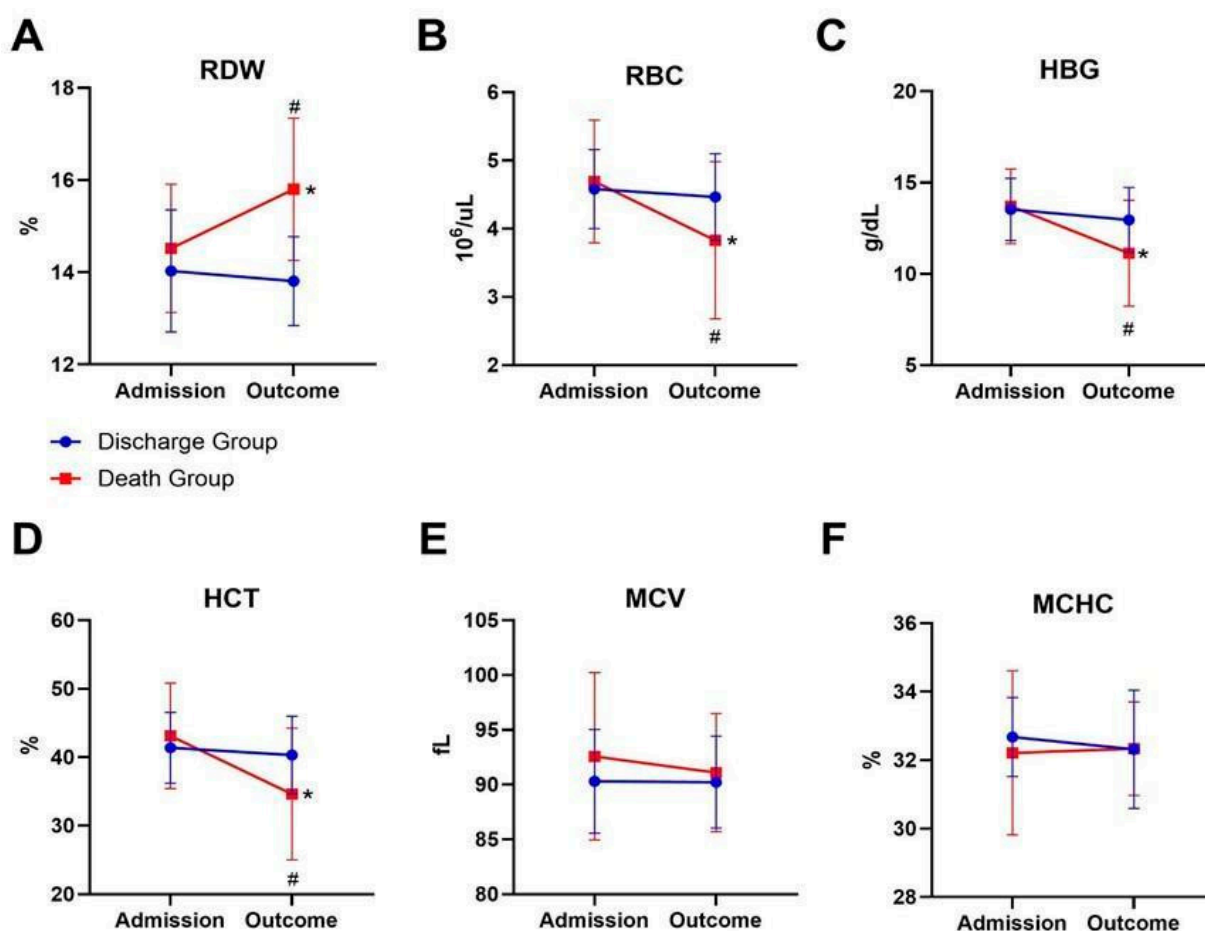 A
RDW
18
16
14
12
%
#
*
Admission Outcome
B
RBC
6
5
4
3
2
10⁶/uL
*
#
Admission Outcome
C
HBG
20
15
10
5
g/dL
*
#
Admission Outcome
Discharge Group
Death Group
D
HCT
60
50
40
30
20
%
*
#
Admission Outcome
E
MCV
105
100
95
90
85
80
fL
Admission Outcome
F
MCHC
36
34
32
30
28
%
Admission Outcome